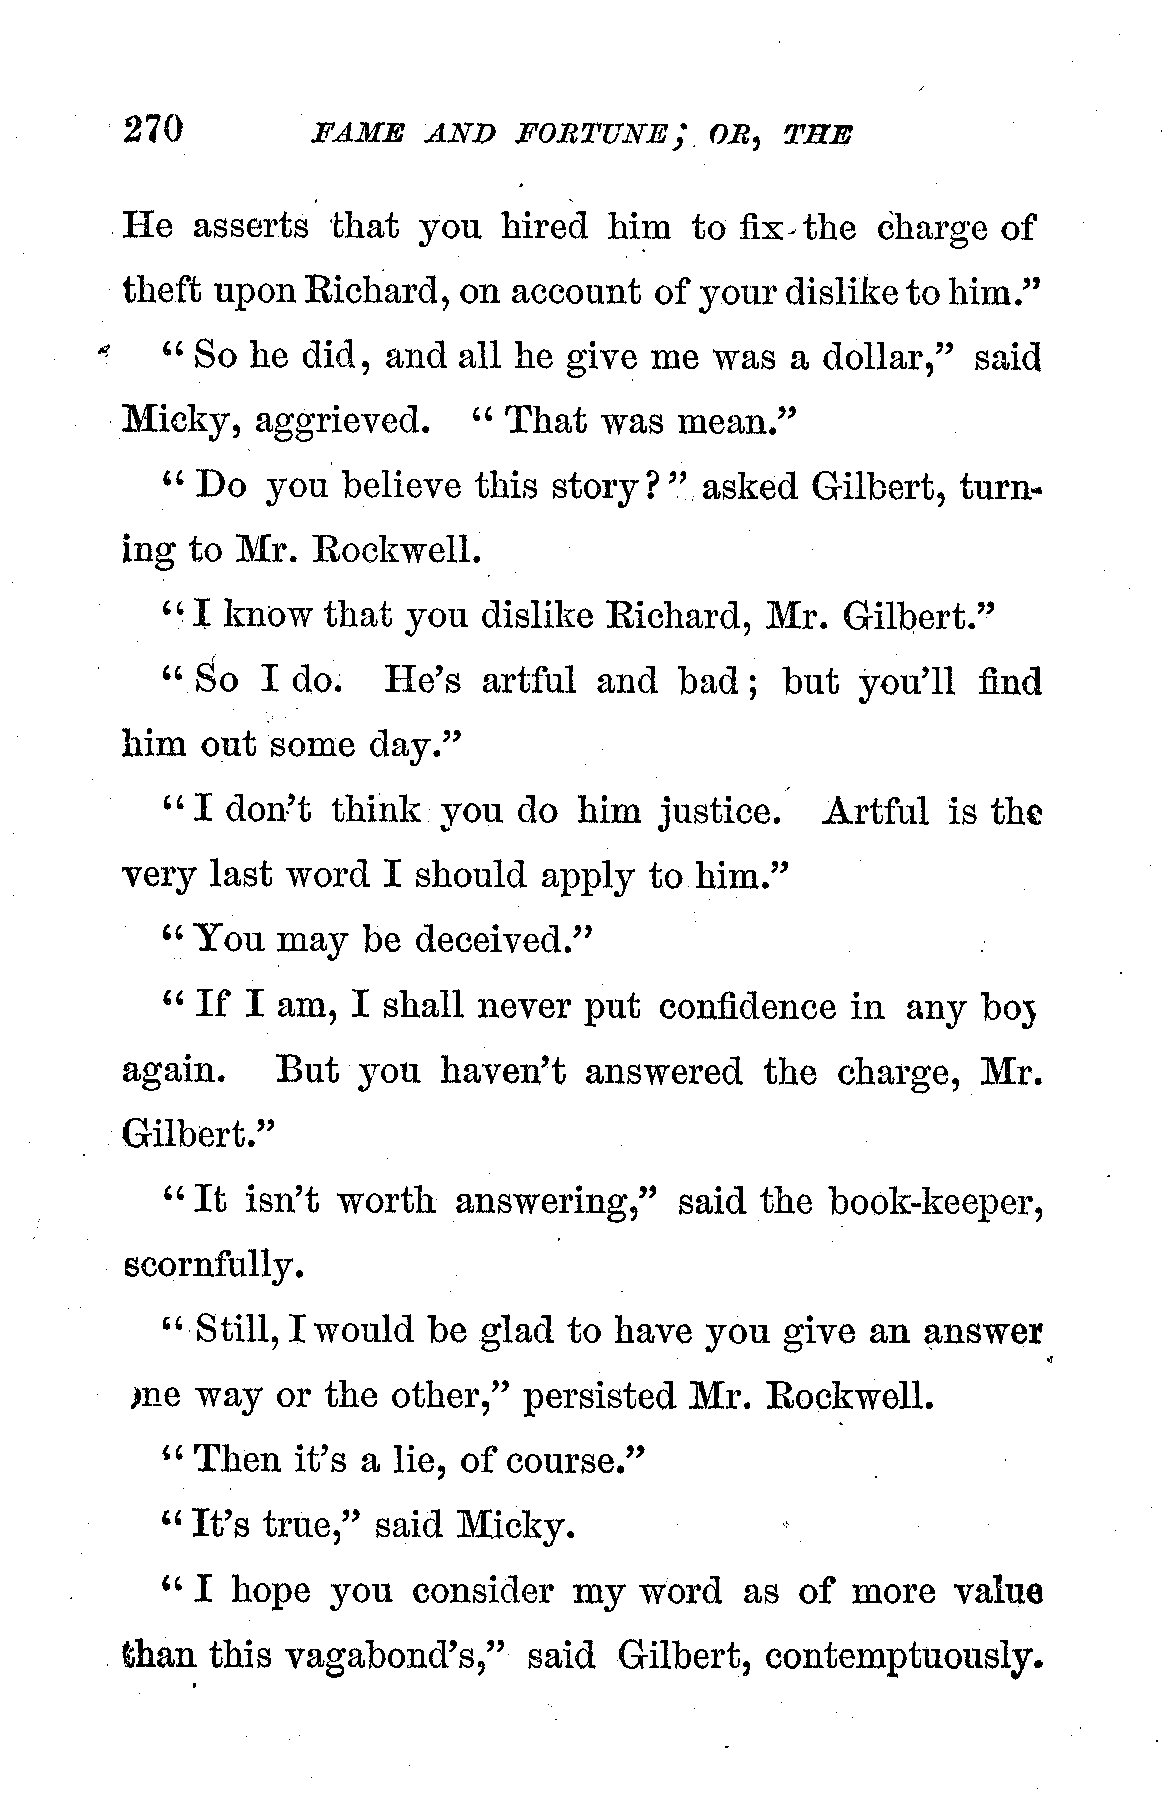 270 FAME AND FORTUNE; OR, THE
He asserts that you hired him to fix the charge of
theft upon Richard, on account of your dislike to him."
"So he did, and all he give me was a dollar," said
Micky, aggrieved. "That was mean."
"Do you believe this story?" asked Gilbert, turn-
ing to Mr. Rockwell.
"I know that you dislike Richard, Mr. Gilbert."
"So I do. He's artful and bad; but you'll find
him out some day."
"I don't think you do him justice. Artful is the
very last word I should apply to him."
"You may be deceived."
"If I am, I shall never put confidence in any boy
again. But you haven't answered the charge, Mr.
Gilbert."
"It isn't worth answering," said the book-keeper,
scornfully.
"Still, I would be glad to have you give an answer
one way or the other," persisted Mr. Rockwell.
"Then it's a lie, of course."
"It's true," said Micky.
"I hope you consider my word as of more value
than this vagabond's," said Gilbert, contemptuously.